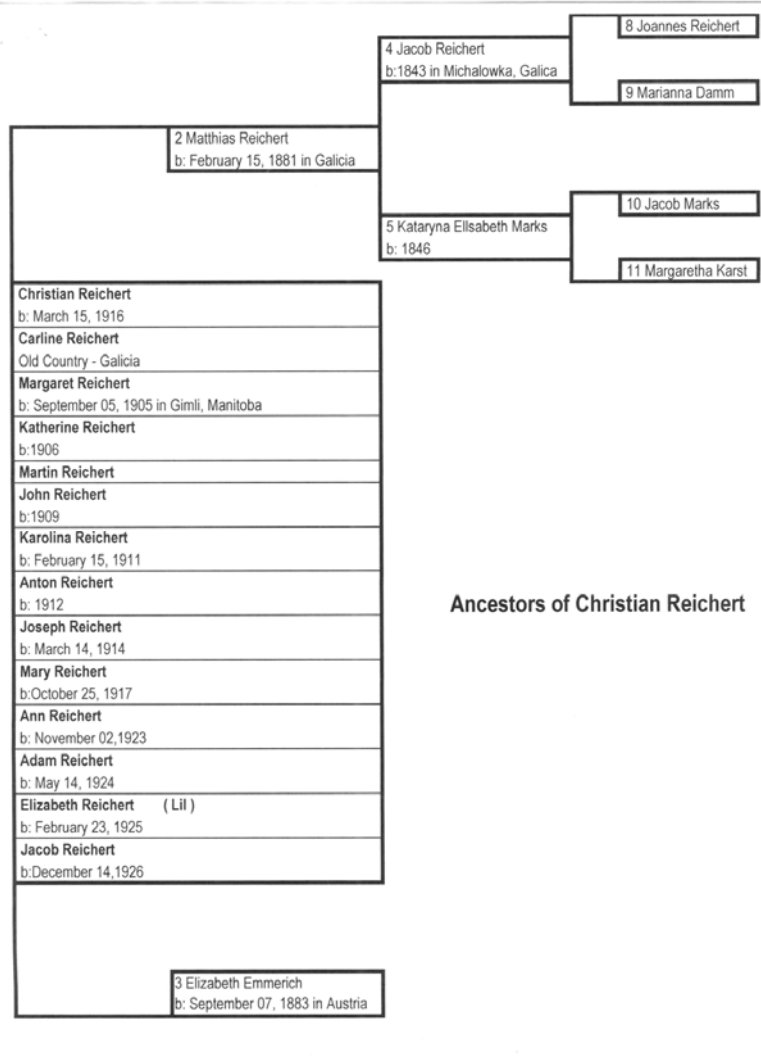 8 Joannes Reichert
4 Jacob Reichert
b:1843 in Michalowka, Galica
9 Marianna Damm
2 Matthias Reichert
b: February 15, 1881 in Galicia
10 Jacob Marks
5 Kataryna Ellsabeth Marks
b: 1846
11 Margaretha Karst
Christian Reichert
b: March 15, 1916
Carline Reichert
Old Country - Galicia
Margaret Reichert
b: September 05, 1905 in Gimli, Manitoba
Katherine Reichert
b:1906
Martin Reichert
John Reichert
b:1909
Karolina Reichert
b: February 15, 1911
Anton Reichert
b: 1912
Ancestors of Christian Reichert
Joseph Reichert
b: March 14, 1914
Mary Reichert
b:October 25, 1917
Ann Reichert
b: November 02,1923
Adam Reichert
b: May 14, 1924
Elizabeth Reichert ( Lil )
b: February 23, 1925
Jacob Reichert
b:December 14,1926
3 Elizabeth Emmerich
b: September 07, 1883 in Austria